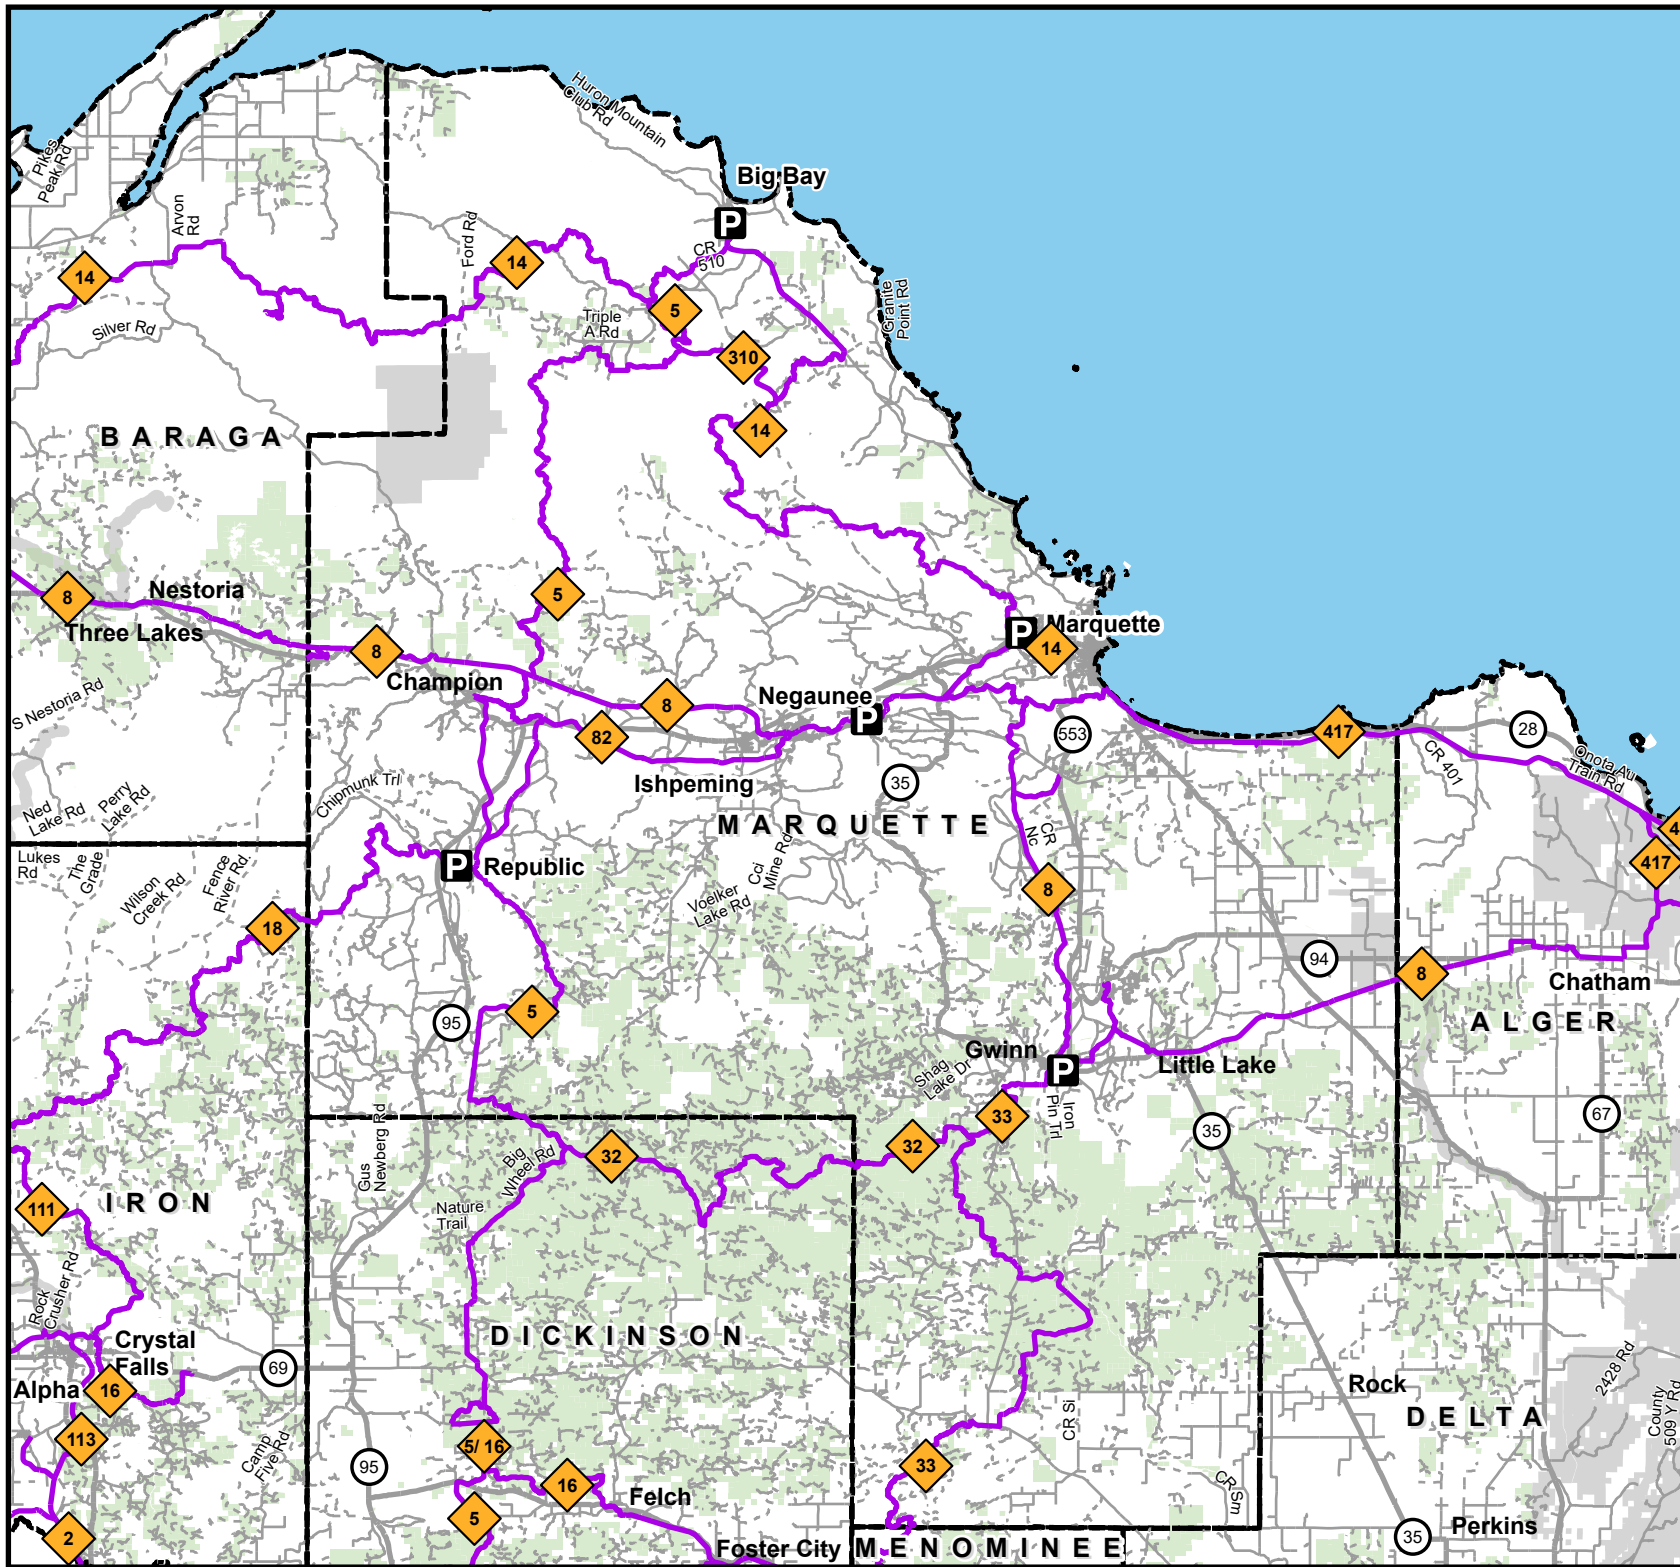 Huron Mountain
Club Rd
Pikes
Peak Rd
Big Bay
P
Arvon
Rd
Ford Rd
CR
510
14
14
5
Granite
Point Rd
Silver Rd
Triple
A Rd
310
14
BARAGA
8
Nestoria
Three Lakes
5
8
P
Marquette
14
Champion
S Nestoria Rd
8
Negaunee
P
82
553
417
28
CR 401
Onota Au
Train Rd
Ishpeming
35
Chipmunk Trl
Ned
Lake Rd
Perry
Lake Rd
MARQUETTE
CR
Nc
4
417
Lukes
Rd
The
Grade
Wilson
Creek Rd
Fence
River Rd.
P
Republic
Cci
Mine Rd
Voelker
Lake Rd
8
18
94
8
Chatham
95
5
ALGER
Gwinn
P
Little Lake
Shag
Lake Dr
33
Iron
Pin Trl
67
35
Gus
Newberg Rd
32
32
Big
Wheel Rd
Nature
Trail
111
IRON
Rock
Crusher Rd
DICKINSON
Crystal
Falls
69
Alpha
16
113
Camp
Five Rd
95
5/ 16
16
Felch
5
2
Foster City
MENOMINEE
33
CR Si
CR Sm
Rock
DELTA
2428 Rd
County
509 Y Rd
35
Perkins